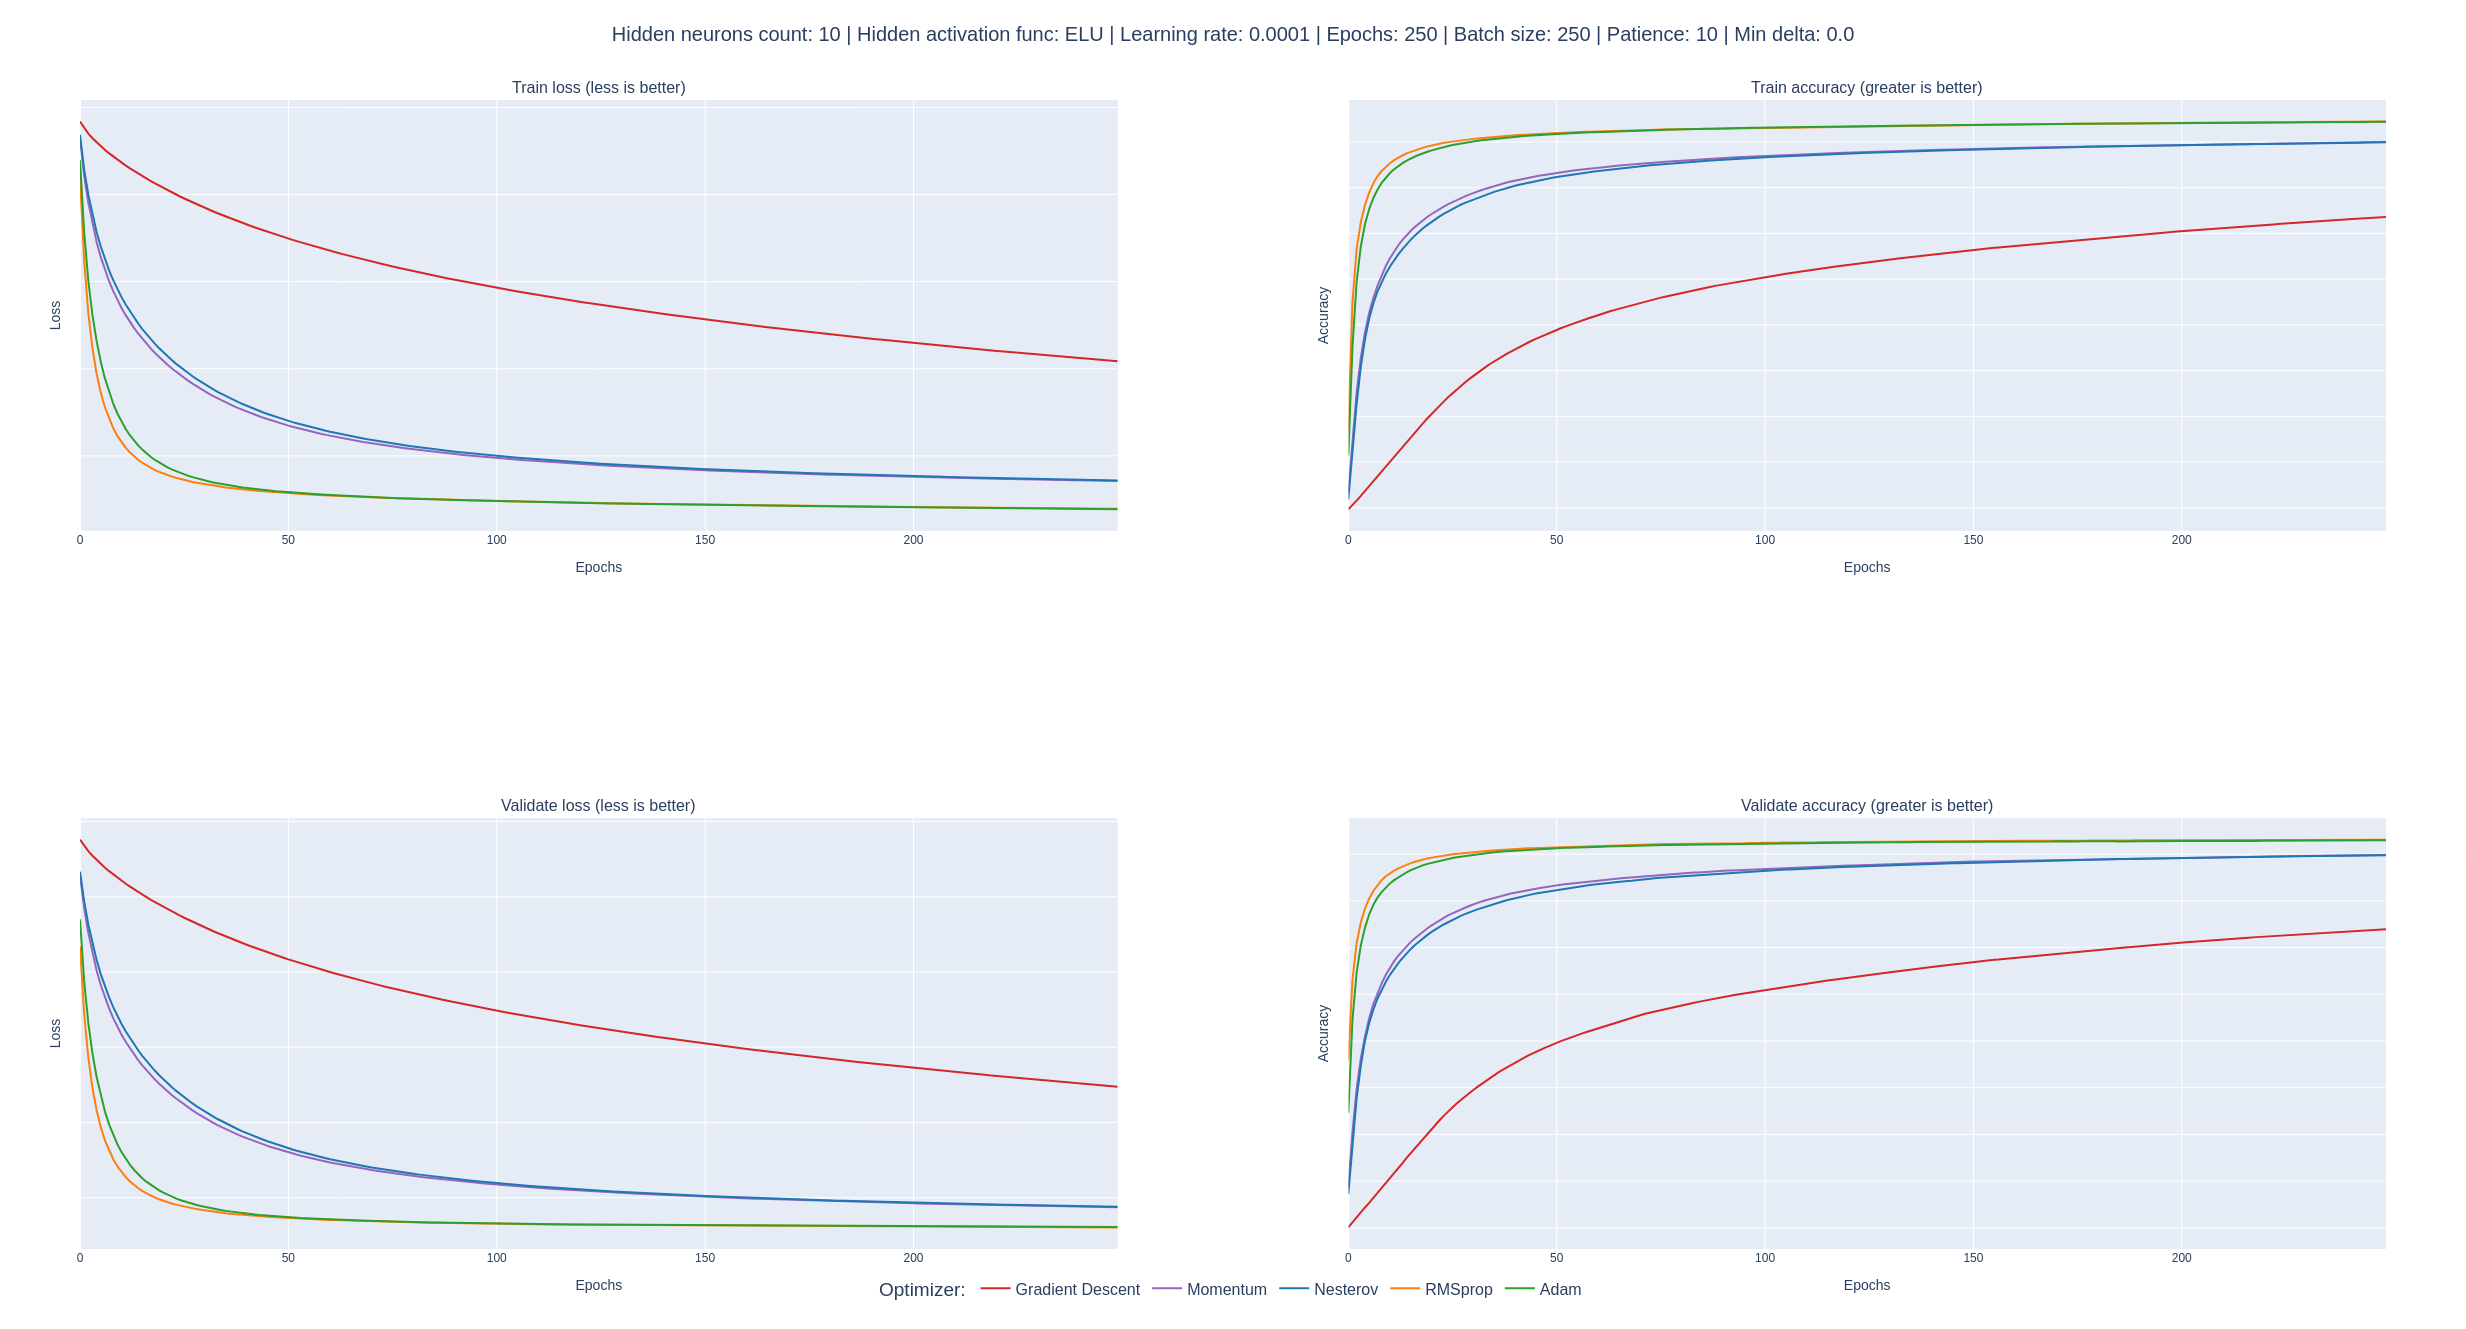 Hidden neurons count: 10 | Hidden activation func: ELU | Learning rate: 0.0001 | Epochs: 250 | Batch size: 250 | Patience: 10 | Min delta: 0.0
Train loss (less is better)
Loss
0 50 100 150 200
Epochs
Train accuracy (greater is better)
Accuracy
0 50 100 150 200
Epochs
Validate loss (less is better)
Loss
0 50 100 150 200
Epochs
Validate accuracy (greater is better)
Accuracy
0 50 100 150 200
Epochs
Optimizer: Gradient Descent Momentum Nesterov RMSprop Adam